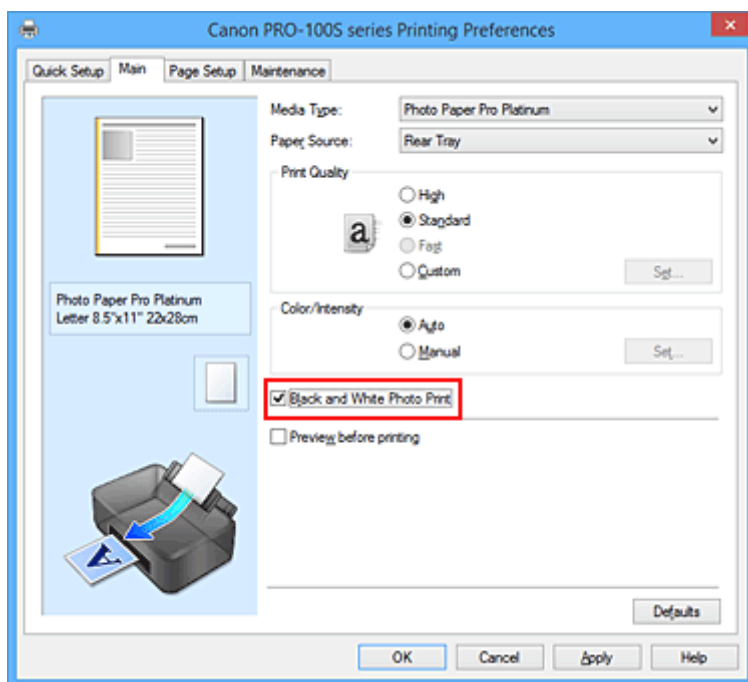 Canon PRO-100S series Printing Preferences
Quick Setup Main Page Setup Maintenance
Media Type: Photo Paper Pro Platinum
Paper Source: Rear Tray
Print Quality
High
a Standard
Fast
Custom Set...
Photo Paper Pro Platinum
Letter 8.5"x11" 22x28cm
Color/Intensity
Auto
Manual Set...
Black and White Photo Print
Preview before printing
A
Defaults
OK Cancel Apply Help